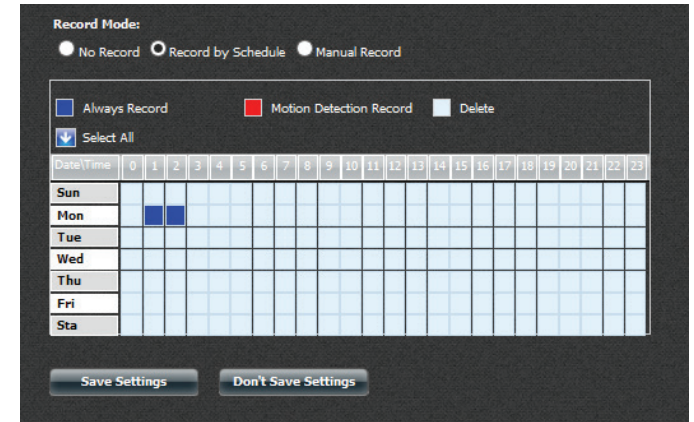 Record Mode:
No Record Record by Schedule Manual Record
Always Record Motion Detection Record Delete
Select All
Date\Time 0 1 2 3 4 5 6 7 8 9 10 11 12 13 14 15 16 17 18 19 20 21 22 23
Sun
Mon
Tue
Wed
Thu
Fri
Sta
Save Settings Don't Save Settings